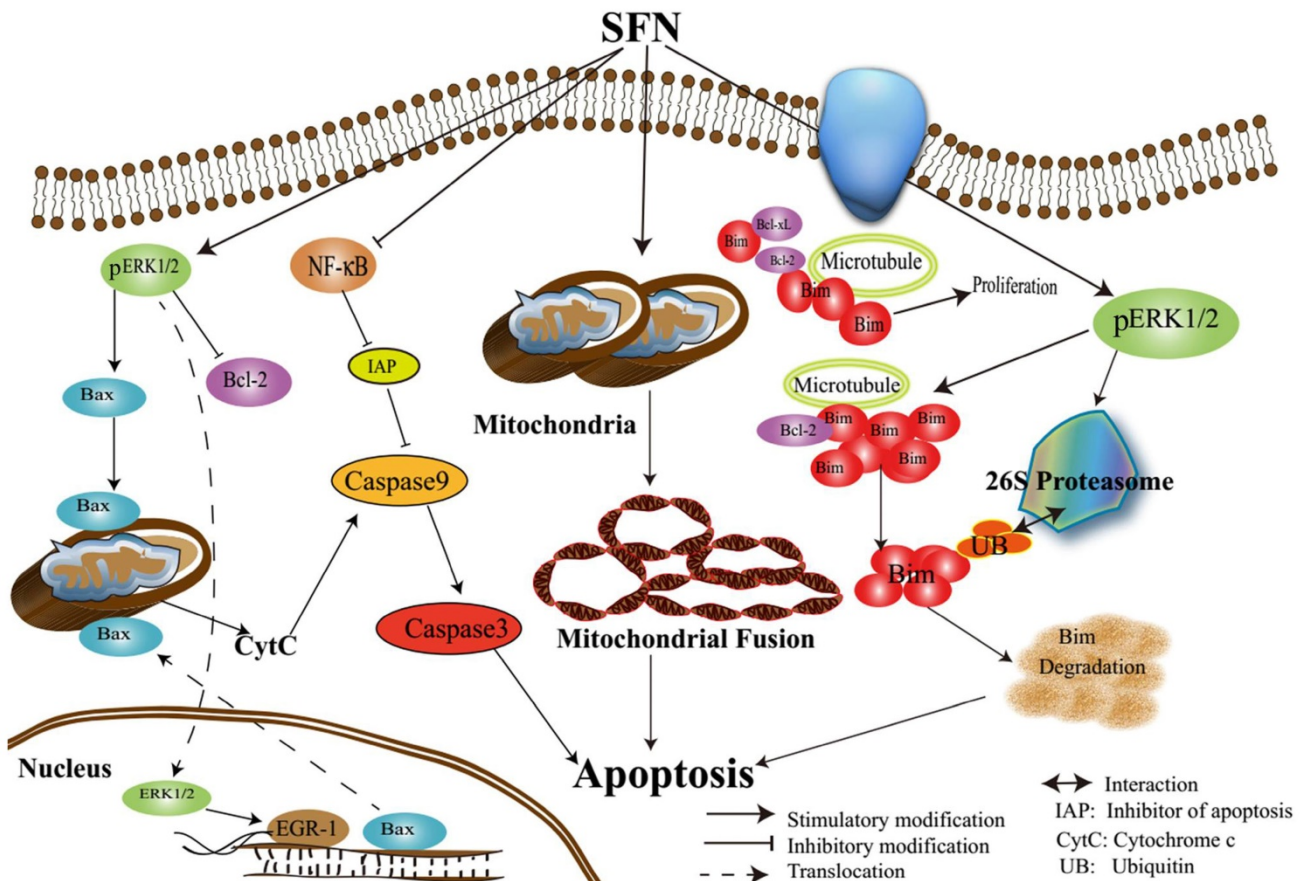 SFN
pERK1/2
NF-κB
Bcl-xL
Bim
Bcl-2
Microtubule
Bim
Bim
Proliferation
pERK1/2
Bax
Bcl-2
IAP
Mitochondria
Microtubule
Bcl-2
Bim
Bim
Bim
Bim
Bim
Caspase9
26S Proteasome
Bax
UB
Bim
CytC
Bax
Caspase3
Mitochondrial Fusion
Bim
Degradation
Nucleus
Apoptosis
ERK1/2
EGR-1
Bax
Stimulatory modification
Inhibitory modification
Translocation
Interaction
IAP: Inhibitor of apoptosis
CytC: Cytochrome c
UB: Ubiquitin